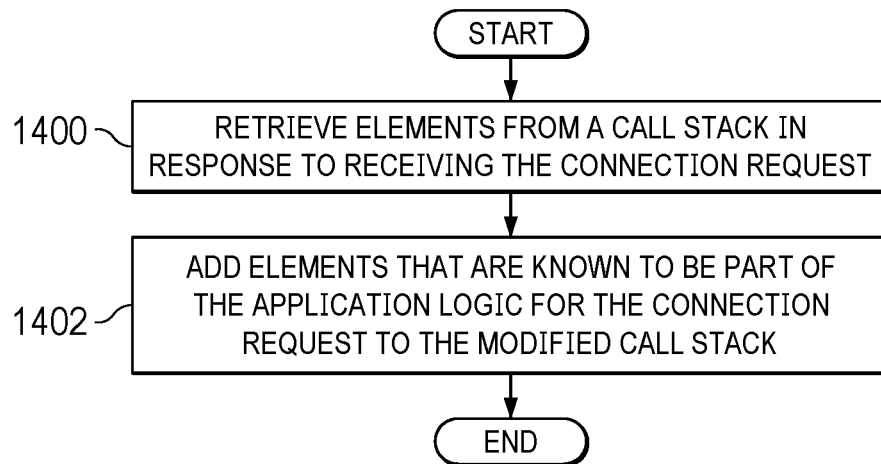 START
1400
RETRIEVE ELEMENTS FROM A CALL STACK IN
RESPONSE TO RECEIVING THE CONNECTION REQUEST
1402
ADD ELEMENTS THAT ARE KNOWN TO BE PART OF
THE APPLICATION LOGIC FOR THE CONNECTION
REQUEST TO THE MODIFIED CALL STACK
END